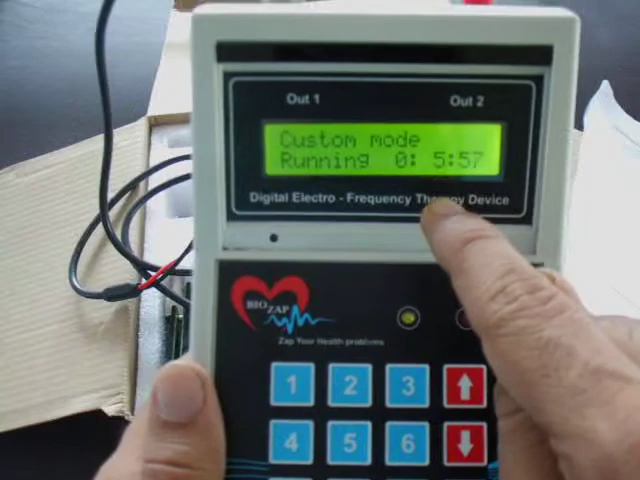 Out 1 Out 2
Custom mode
Running 0: 5:57
Digital Electro - Frequency Therapy Device
BIO ZAP
Zap Your Health problems
1 2 3
4 5 6